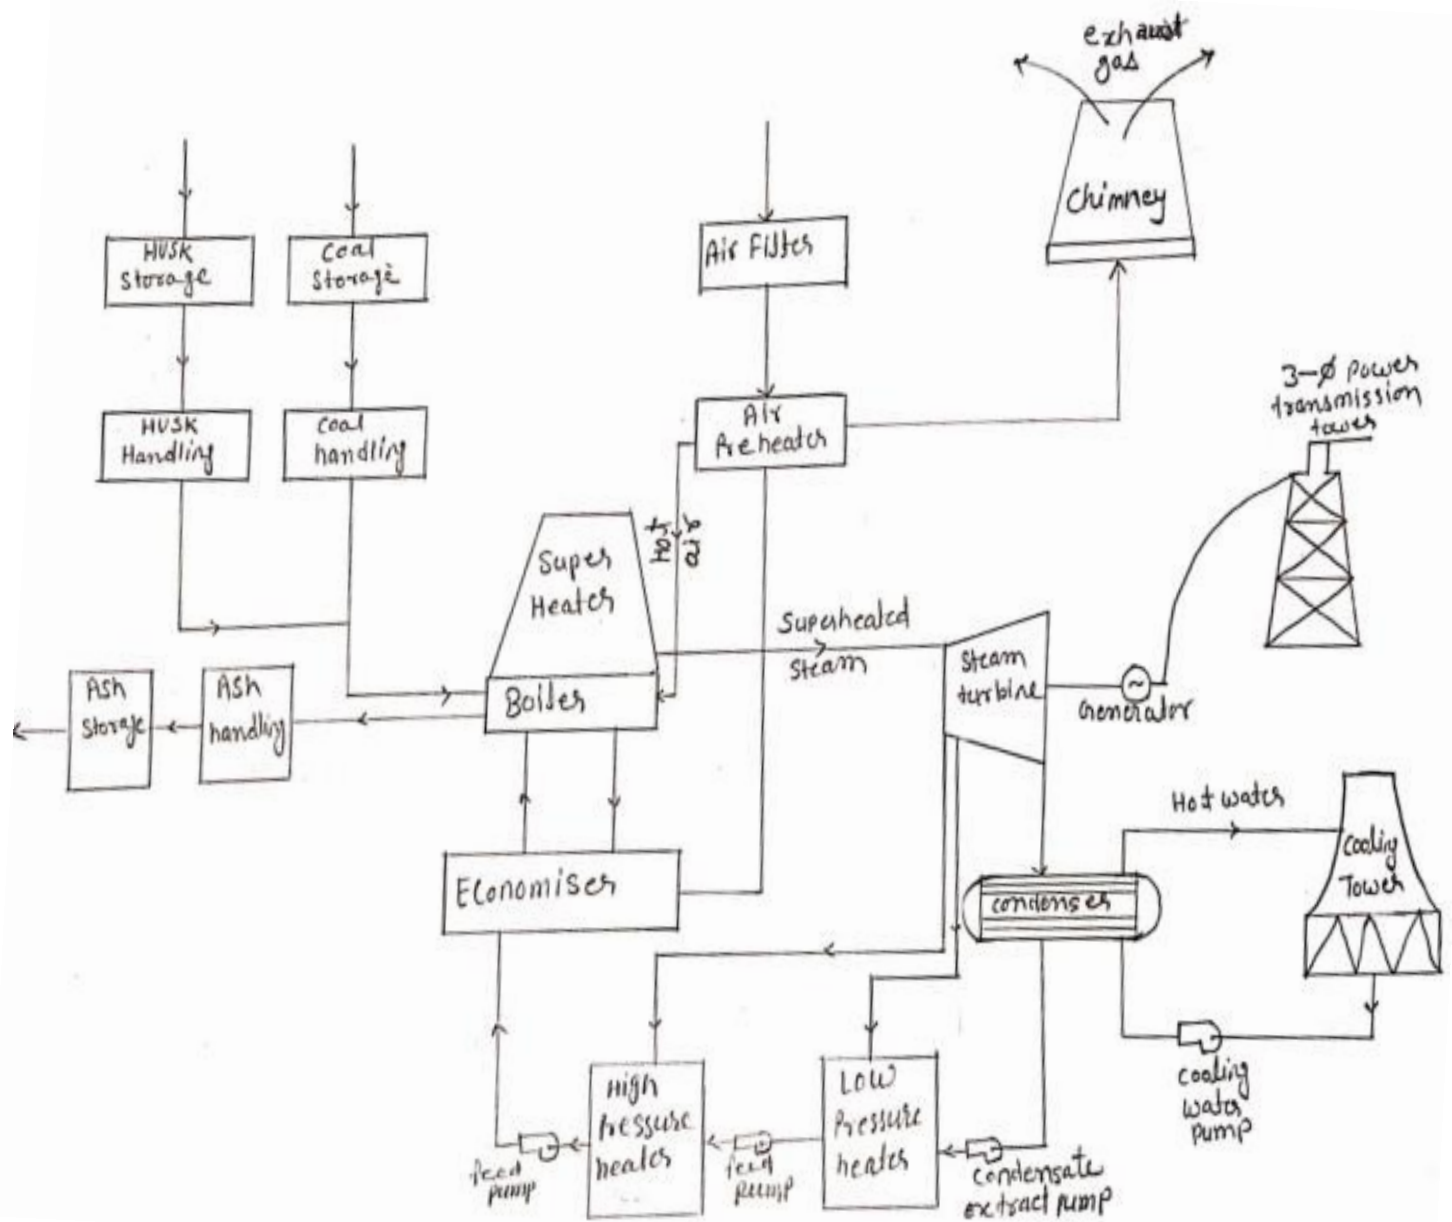 exhaust
gas
Chimney
HUSK
Storage
Coal
Storage
Air Filter
3-Ø power
transmission
tower
HUSK
Handling
Coal
handling
Air
Preheater
Hot
air
Super
Heater
Superheated
Steam
Steam
turbine
Generator
Boiler
Ash
Storage
Ash
handling
Hot water
Cooling
Tower
Economiser
condenser
High
Pressure
heater
Low
Pressure
heater
cooling
water
pump
feed
pump
feed
pump
condensate
extract pump